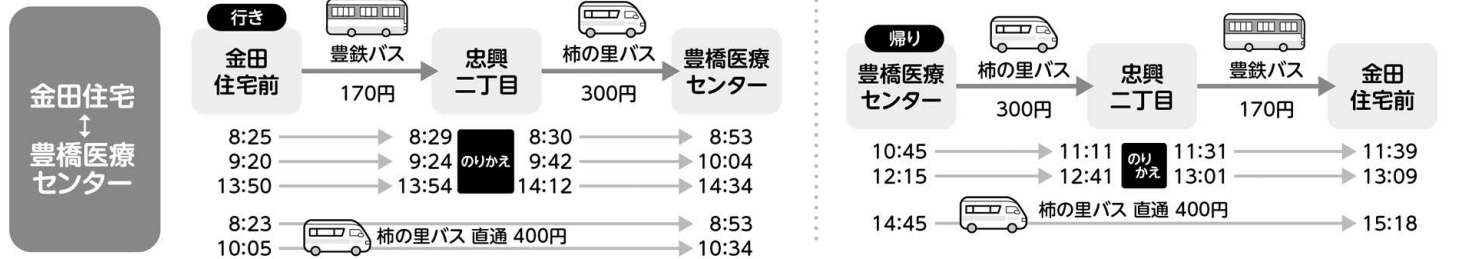 金田住宅
↕
豊橋医療
センター
行き
金田
住宅前
豊鉄バス
170円
忠興
二丁目
柿の里バス
300円
豊橋医療
センター
8:25 8:29 のりかえ 8:30 8:53
9:20 9:24 9:42 10:04
13:50 13:54 14:12 14:34
8:23 8:53
柿の里バス 直通 400円
10:05 10:34
帰り
豊橋医療
センター
柿の里バス
300円
忠興
二丁目
豊鉄バス
170円
金田
住宅前
10:45 11:11 のり
かえ 11:31 11:39
12:15 12:41 13:01 13:09
柿の里バス 直通 400円
14:45 15:18